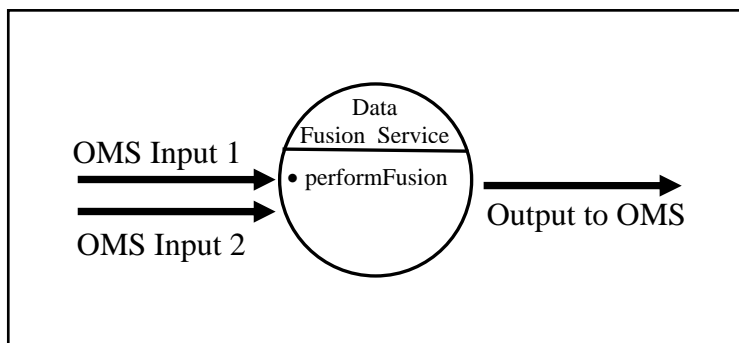 Data
Fusion Service
OMS Input 1
• performFusion
Output to OMS
OMS Input 2